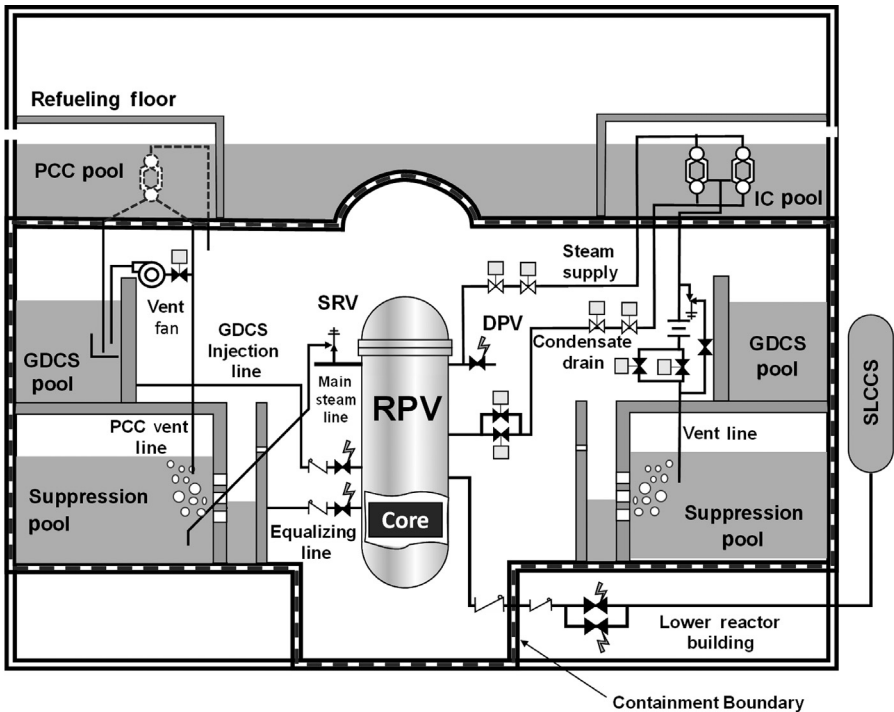 Refueling floor
PCC pool
IC pool
Steam
supply
SRV
DPV
Vent
fan
GDCS
Injection
line
Condensate
drain
GDCS
pool
GDCS
pool
Main
steam
line
RPV
SLCCS
PCC vent
line
Vent line
Suppression
pool
Core
Suppression
pool
Equalizing
line
Lower reactor
building
Containment Boundary